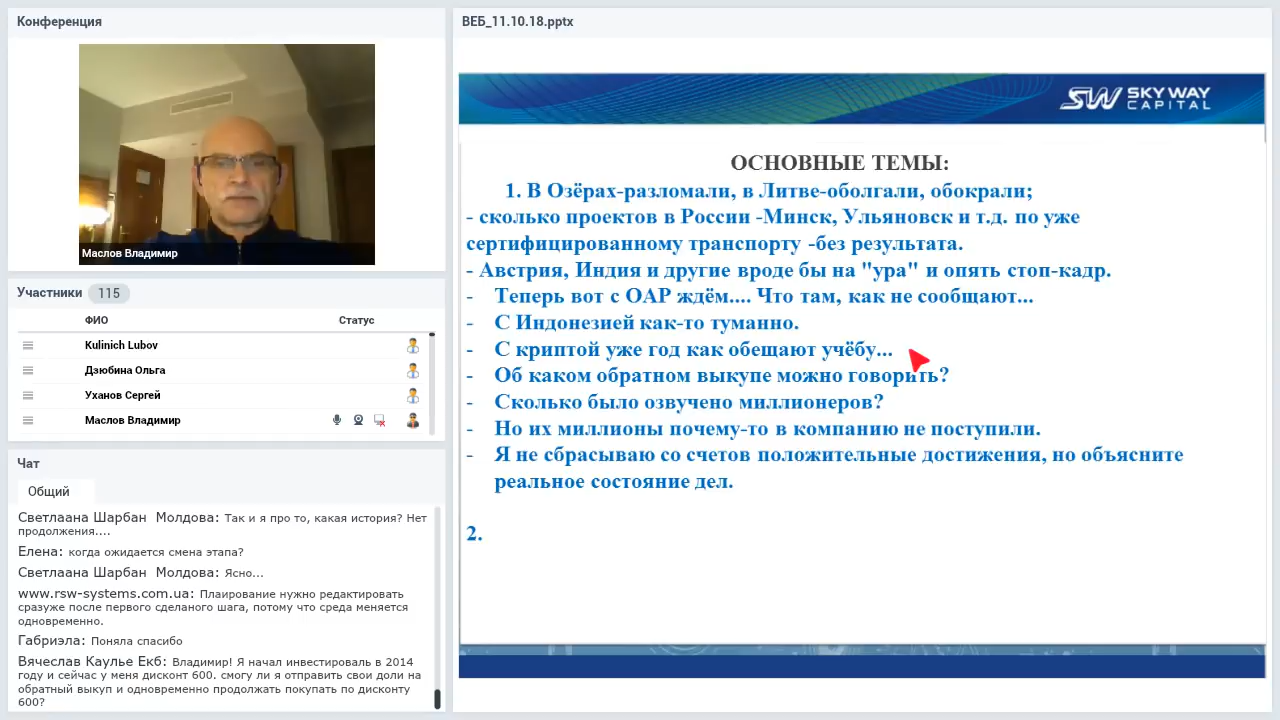 Конференция
Маслов Владимир
Участники 115
ФИО Статус
Kulinich Lubov
Дзюбина Ольга
Уханов Сергей
Маслов Владимир
Чат
Общий
Светлаана Шарбан Молдова: Так и я про то, какая история? Нет
продолжения....
Елена: когда ожидается смена этапа?
Светлаана Шарбан Молдова: Ясно...
www.rsw-systems.com.ua: Плаирование нужно редактировать
сразуже после первого сделаного шага, потому что среда меняется
одновременно.
Габриэла: Поняла спасибо
Вячеслав Каулье Екб: Владимир! Я начал инвестироваль в 2014
году и сейчас у меня дисконт 600. смогу ли я отправить свои доли на
обратный выкуп и одновременно продолжать покупать по дисконту
600?
ВЕБ_11.10.18.pptx
SW SKY WAY
CAPITAL
ОСНОВНЫЕ ТЕМЫ:
1. В Озёрах-разломали, в Литве-оболгали, обокрали;
- сколько проектов в России -Минск, Ульяновск и т.д. по уже
сертифицированному транспорту -без результата.
- Австрия, Индия и другие вроде бы на "ура" и опять стоп-кадр.
- Теперь вот с ОАР ждём.... Что там, как не сообщают...
- С Индонезией как-то туманно.
- С криптой уже год как обещают учёбу...
- Об каком обратном выкупе можно говорить?
- Сколько было озвучено миллионеров?
- Но их миллионы почему-то в компанию не поступили.
- Я не сбрасываю со счетов положительные достижения, но объясните
реальное состояние дел.
2.